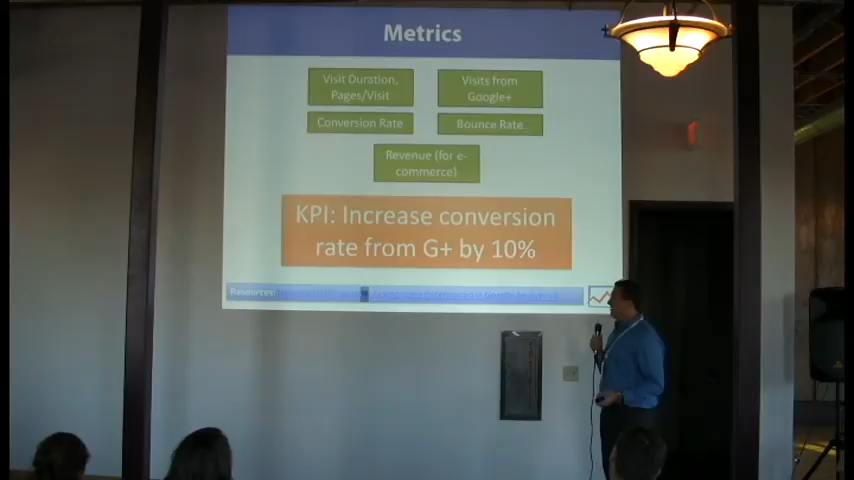 Metrics
Visit Duration,
Pages/Visit
Visits from
Google+
Conversion Rate
Bounce Rate
Revenue (for e-
commerce)
KPI: Increase conversion
rate from G+ by 10%
Resources: